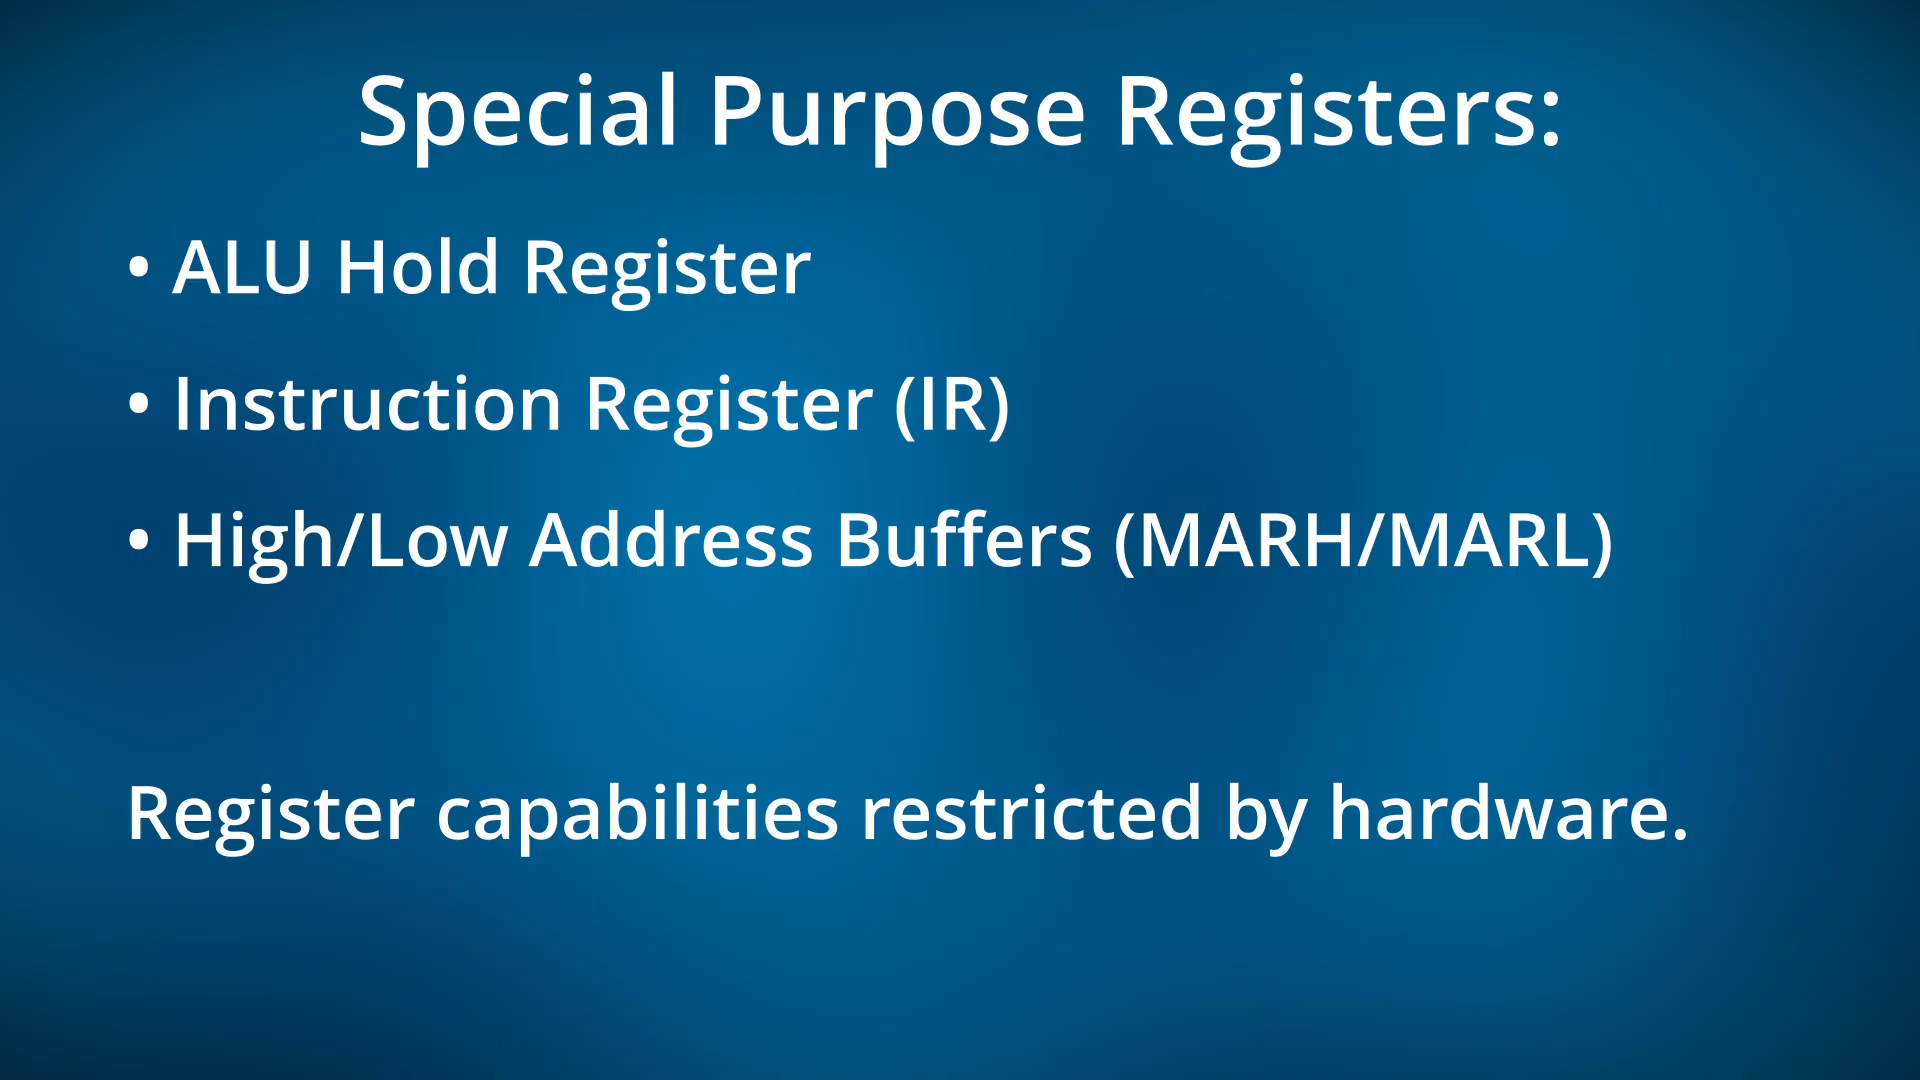 Special Purpose Registers:
• ALU Hold Register
• Instruction Register (IR)
• High/Low Address Buffers (MARH/MARL)
Register capabilities restricted by hardware.